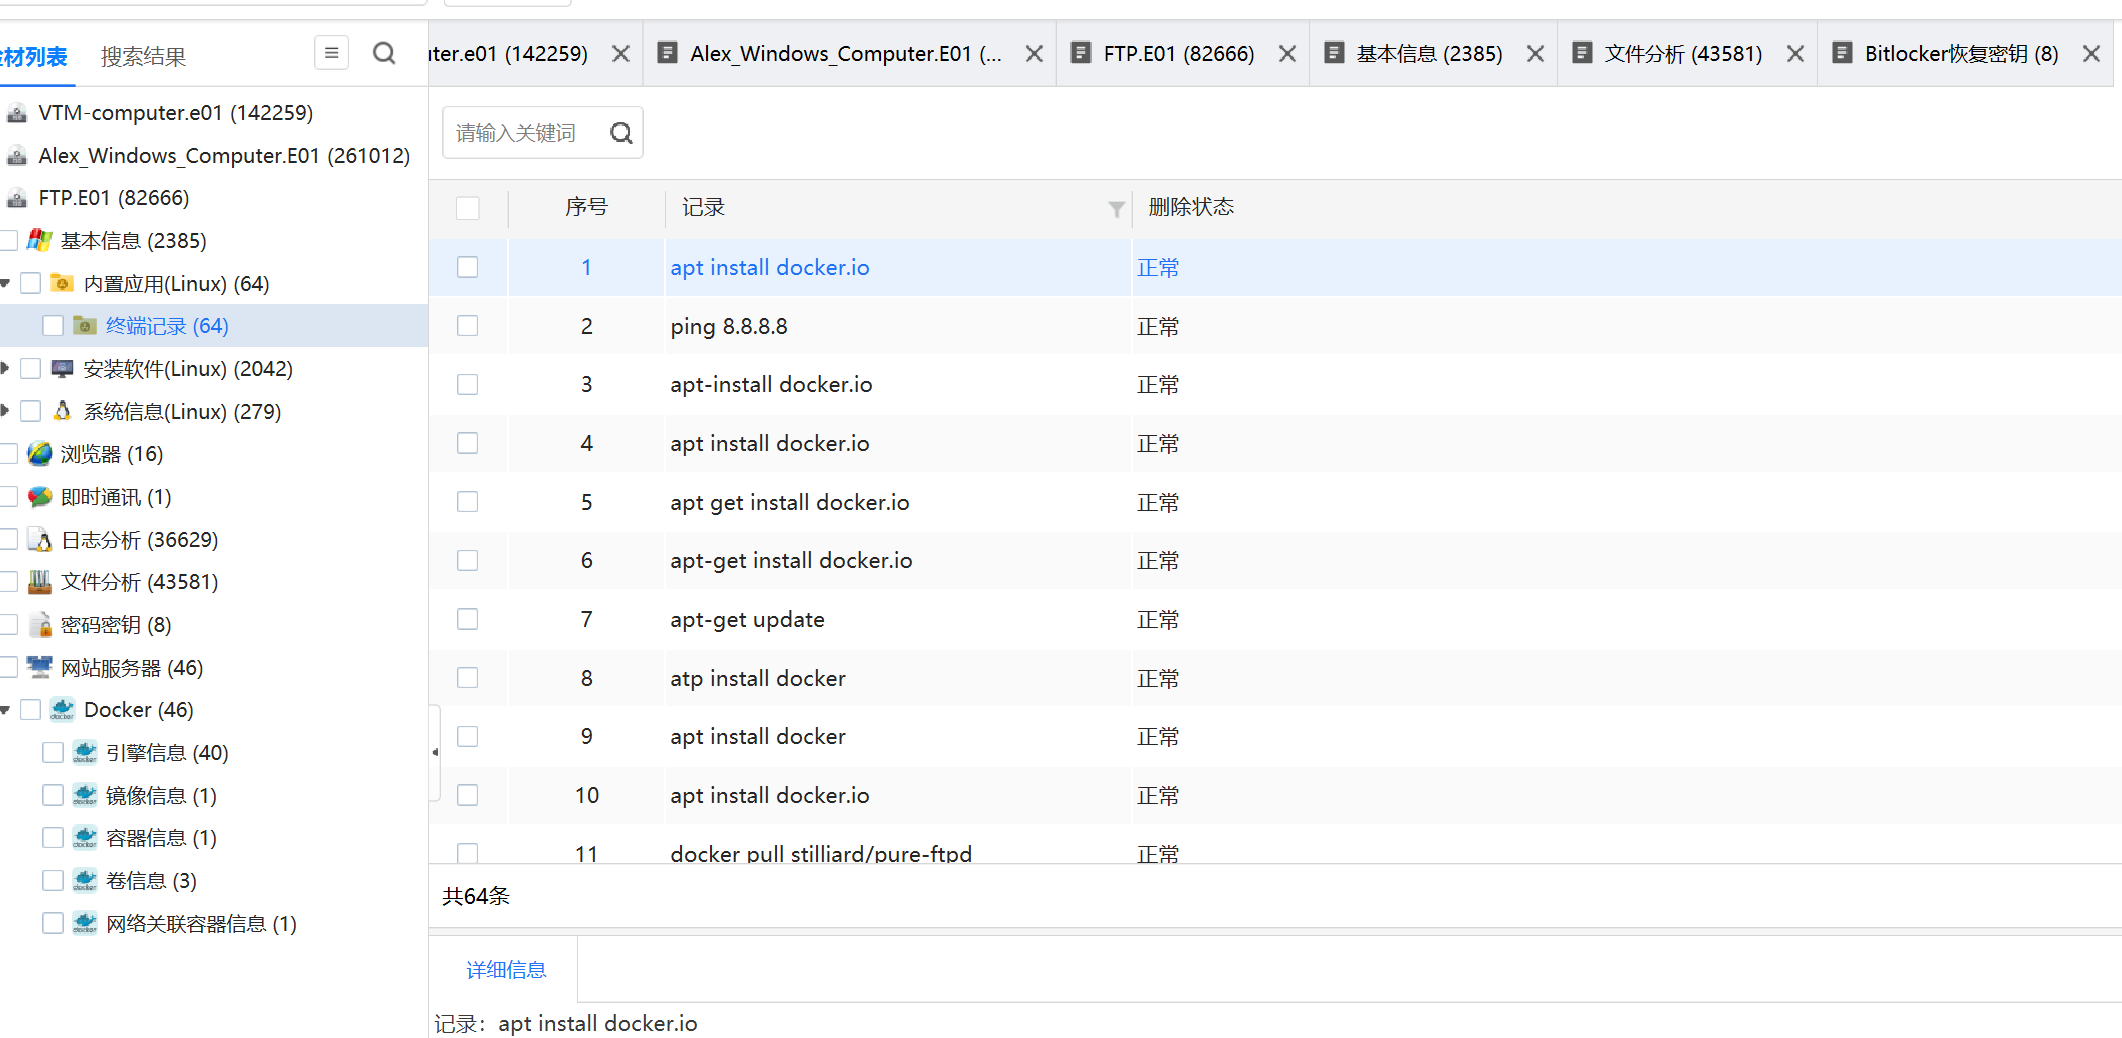 材列表 搜索结果
VTM-computer.e01 (142259)
Alex_Windows_Computer.E01 (261012)
FTP.E01 (82666)
基本信息 (2385)
内置应用(Linux) (64)
终端记录 (64)
安装软件(Linux) (2042)
系统信息(Linux) (279)
浏览器 (16)
即时通讯 (1)
日志分析 (36629)
文件分析 (43581)
密码密钥 (8)
网站服务器 (46)
Docker (46)
引擎信息 (40)
镜像信息 (1)
容器信息 (1)
卷信息 (3)
网络关联容器信息 (1)
ter.e01 (142259) Alex_Windows_Computer.E01 (... FTP.E01 (82666) 基本信息 (2385) 文件分析 (43581) Bitlocker恢复密钥 (8)
请输入关键词
序号 记录 删除状态
1 apt install docker.io 正常
2 ping 8.8.8.8 正常
3 apt-install docker.io 正常
4 apt install docker.io 正常
5 apt get install docker.io 正常
6 apt-get install docker.io 正常
7 apt-get update 正常
8 atp install docker 正常
9 apt install docker 正常
10 apt install docker.io 正常
11 docker pull stilliard/pure-ftpd 正常
共64条
详细信息
记录：apt install docker.io